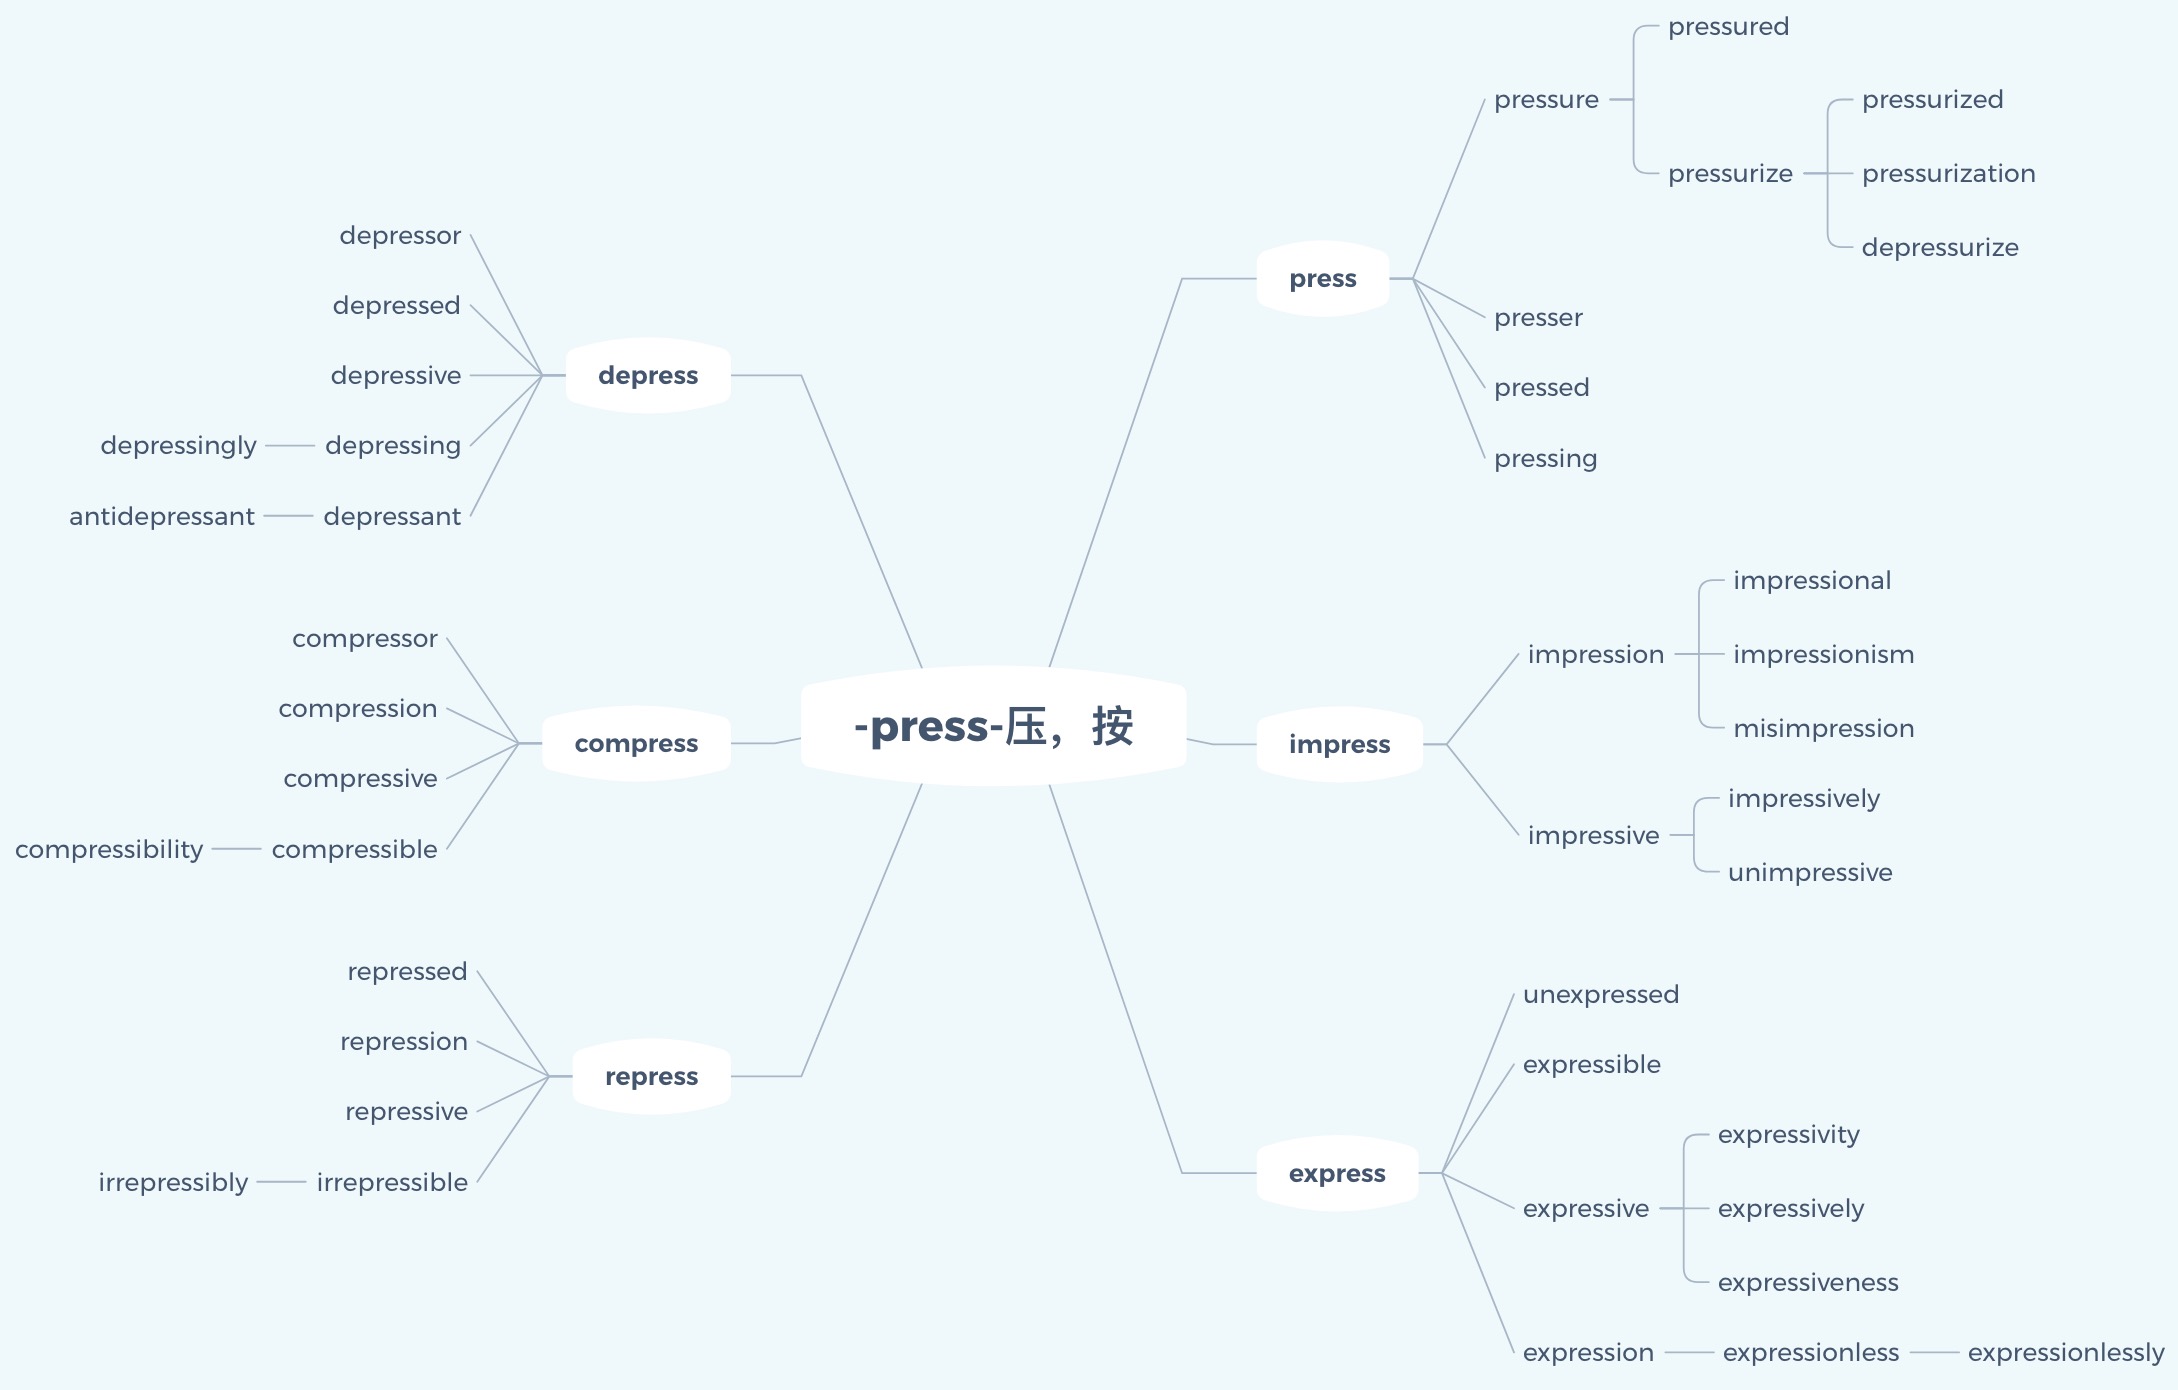 -press-压，按
press
pressure
pressured
pressurize
pressurized
pressurization
depressurize
presser
pressed
pressing
impress
impression
impressional
impressionism
misimpression
impressive
impressively
unimpressive
express
unexpressed
expressible
expressive
expressivity
expressively
expressiveness
expression
expressionless
expressionlessly
depress
depressor
depressed
depressive
depressing
depressingly
depressant
antidepressant
compress
compressor
compression
compressive
compressible
compressibility
repress
repressed
repression
repressive
irrepressible
irrepressibly